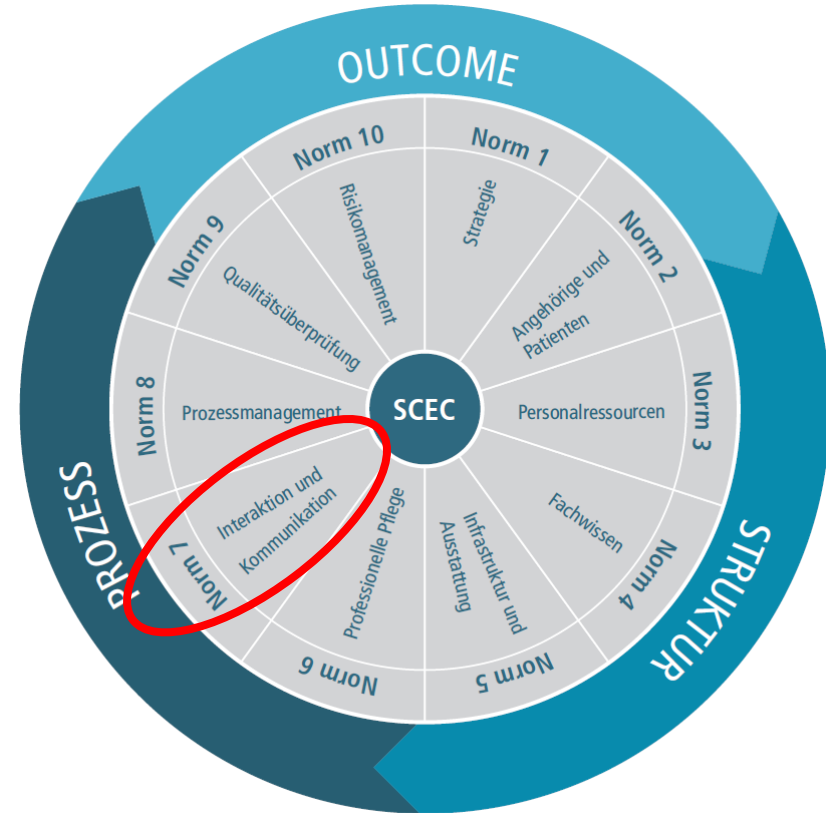 OUTCOME
STRUKTUR
PROZESS
SCEC
Norm 1
Strategie
Norm 2
Angehörige und
Patienten
Norm 3
Personalressourcen
Norm 4
Fachwissen
Norm 5
Infrastruktur und
Ausstattung
Norm 6
Professionelle Pflege
Norm 7
Interaktion und
Kommunikation
Norm 8
Prozessmanagement
Norm 9
Qualitätsüberprüfung
Norm 10
Risikomanagement